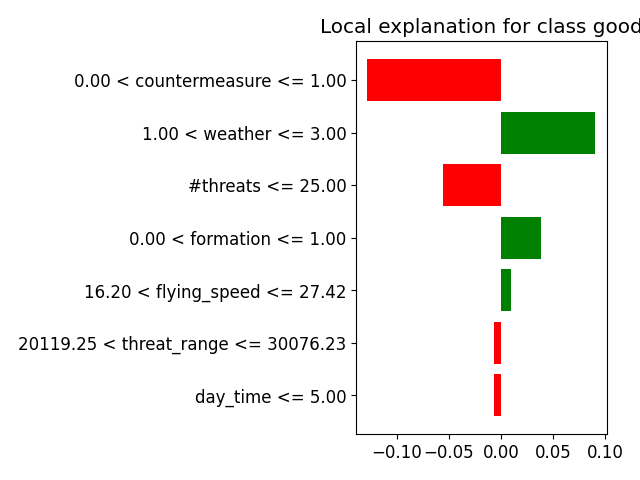 Local explanation for class good
0.00 < countermeasure <= 1.00
1.00 < weather <= 3.00
#threats <= 25.00
0.00 < formation <= 1.00
16.20 < flying_speed <= 27.42
20119.25 < threat_range <= 30076.23
day_time <= 5.00
−0.10 −0.05 0.00 0.05 0.10